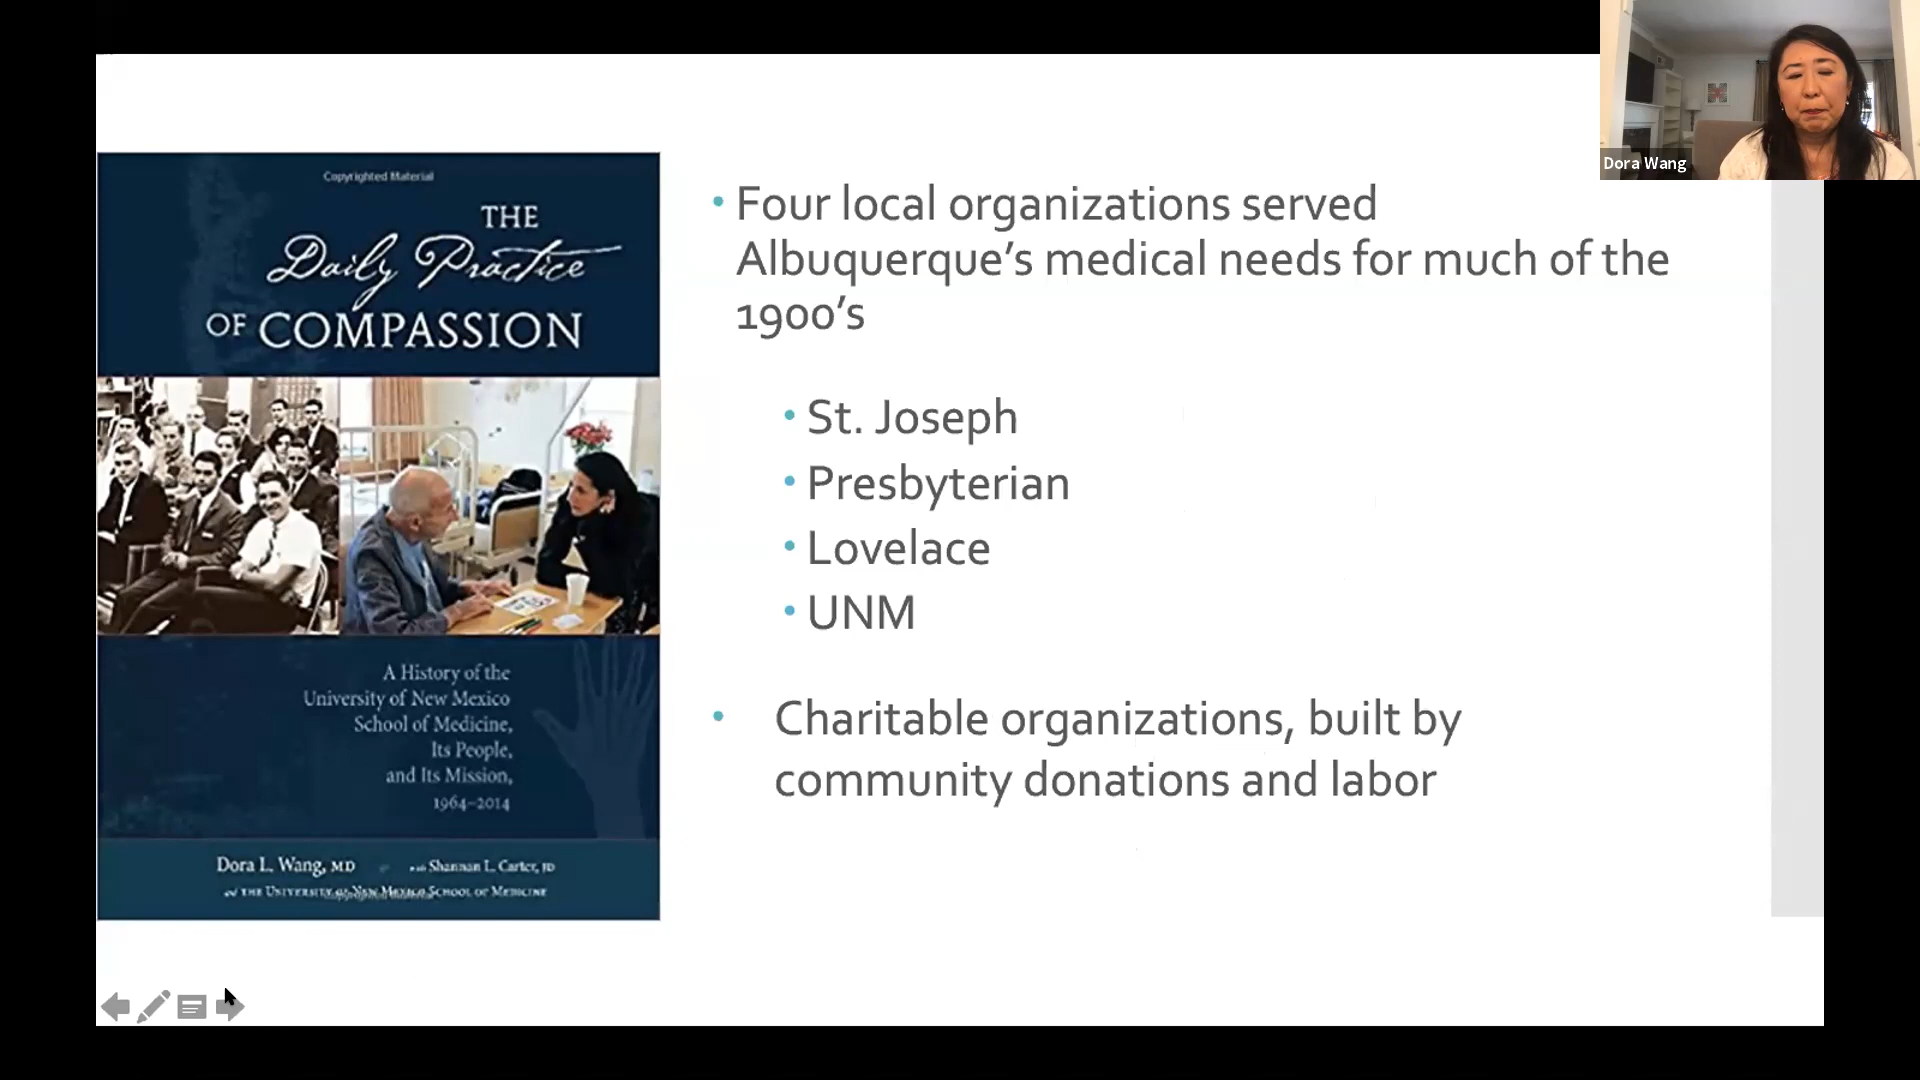 Copyrighted Material
THE
Daily Practice
OF COMPASSION
A History of the
University of New Mexico
School of Medicine,
Its People,
and Its Mission,
1964–2014
Dora L. Wang, MD
Shannan L. Carter, JD
THE UNIVERSITY OF NEW MEXICO SCHOOL OF MEDICINE
• Four local organizations served
Albuquerque’s medical needs for much of the
1900’s
• St. Joseph
• Presbyterian
• Lovelace
• UNM
• Charitable organizations, built by
community donations and labor
Dora Wang